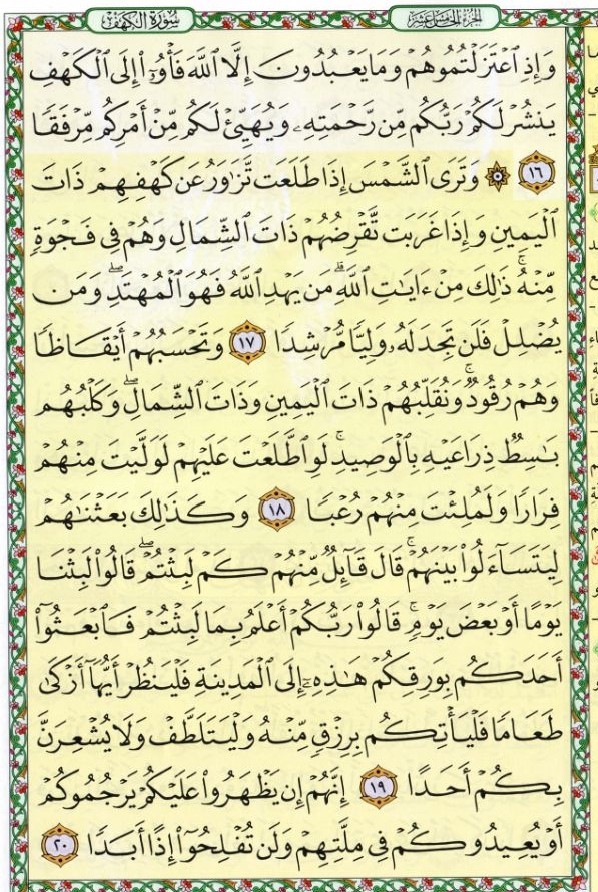 الجزء الخامس عشر سورة الكهف
وَإِذِ ٱعْتَزَلْتُمُوهُمْ وَمَا يَعْبُدُونَ إِلَّا ٱللَّهَ فَأْوُۥٓا۟ إِلَى ٱلْكَهْفِ
يَنشُرْ لَكُمْ رَبُّكُم مِّن رَّحْمَتِهِۦ وَيُهَيِّئْ لَكُم مِّنْ أَمْرِكُم مِّرْفَقًا
١٦ ۞ وَتَرَى ٱلشَّمْسَ إِذَا طَلَعَت تَّزَٰوَرُ عَن كَهْفِهِمْ ذَاتَ
ٱلْيَمِينِ وَإِذَا غَرَبَت تَّقْرِضُهُمْ ذَاتَ ٱلشِّمَالِ وَهُمْ فِى فَجْوَةٍ
مِّنْهُ ۚ ذَٰلِكَ مِنْ ءَايَٰتِ ٱللَّهِ ۗ مَن يَهْدِ ٱللَّهُ فَهُوَ ٱلْمُهْتَدِ ۖ وَمَن
يُضْلِلْ فَلَن تَجِدَ لَهُۥ وَلِيًّا مُّرْشِدًا ١٧ وَتَحْسَبُهُمْ أَيْقَاظًا
وَهُمْ رُقُودٌ ۚ وَنُقَلِّبُهُمْ ذَاتَ ٱلْيَمِينِ وَذَاتَ ٱلشِّمَالِ ۖ وَكَلْبُهُم
بَٰسِطٌ ذِرَاعَيْهِ بِٱلْوَصِيدِ ۚ لَوِ ٱطَّلَعْتَ عَلَيْهِمْ لَوَلَّيْتَ مِنْهُمْ
فِرَارًا وَلَمُلِئْتَ مِنْهُمْ رُعْبًا ١٨ وَكَذَٰلِكَ بَعَثْنَٰهُمْ
لِيَتَسَآءَلُوا۟ بَيْنَهُمْ ۚ قَالَ قَآئِلٌ مِّنْهُمْ كَمْ لَبِثْتُمْ ۖ قَالُوا۟ لَبِثْنَا
يَوْمًا أَوْ بَعْضَ يَوْمٍ ۚ قَالُوا۟ رَبُّكُمْ أَعْلَمُ بِمَا لَبِثْتُمْ فَٱبْعَثُوٓا۟
أَحَدَكُم بِوَرِقِكُمْ هَٰذِهِۦٓ إِلَى ٱلْمَدِينَةِ فَلْيَنظُرْ أَيُّهَآ أَزْكَىٰ
طَعَامًا فَلْيَأْتِكُم بِرِزْقٍ مِّنْهُ وَلْيَتَلَطَّفْ وَلَا يُشْعِرَنَّ
بِكُمْ أَحَدًا ١٩ إِنَّهُمْ إِن يَظْهَرُوا۟ عَلَيْكُمْ يَرْجُمُوكُمْ
أَوْ يُعِيدُوكُمْ فِى مِلَّتِهِمْ وَلَن تُفْلِحُوٓا۟ إِذًا أَبَدًا ٢٠